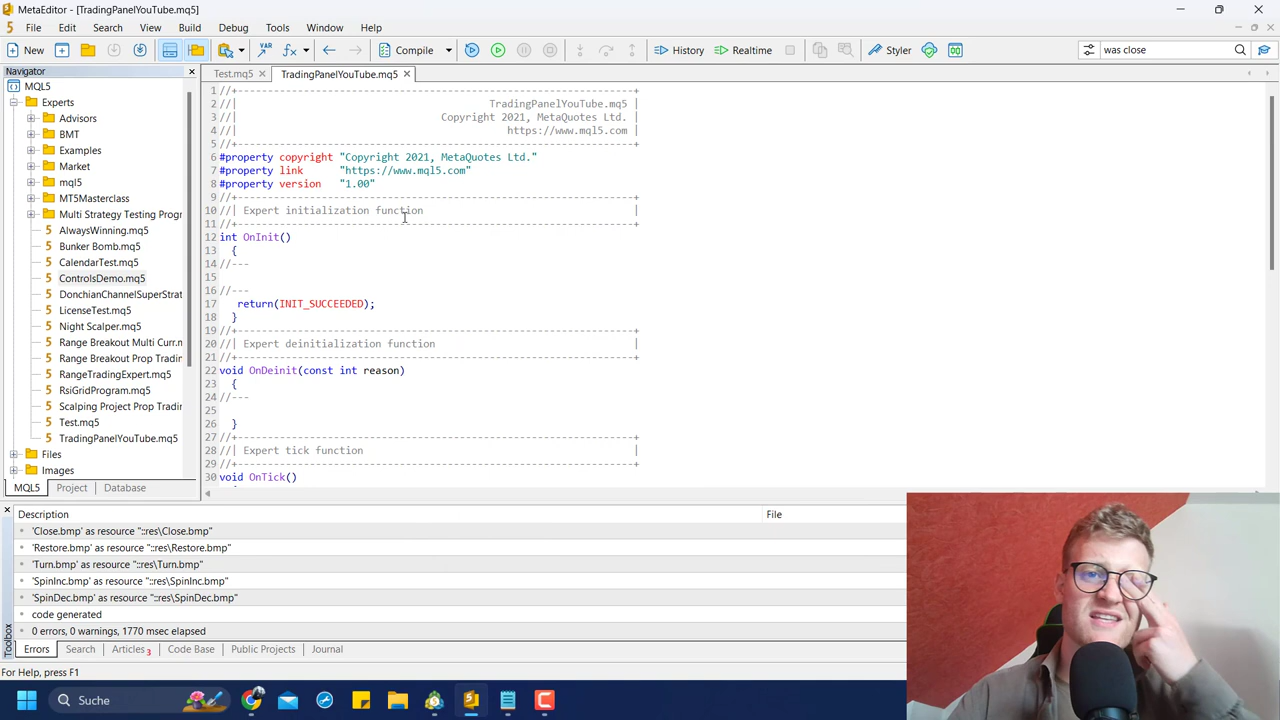 MetaEditor - [TradingPanelYouTube.mq5]
File Edit Search View Build Debug Tools Window Help
New Compile History Realtime Styler was close
Navigator
MQL5
Experts
Advisors
BMT
Examples
Market
mql5
MT5Masterclass
Multi Strategy Testing Progr
AlwaysWinning.mq5
Bunker Bomb.mq5
CalendarTest.mq5
ControlsDemo.mq5
DonchianChannelSuperStrat
LicenseTest.mq5
Night Scalper.mq5
Range Breakout Multi Curr.m
Range Breakout Prop Tradin
RangeTradingExpert.mq5
RsiGridProgram.mq5
Scalping Project Prop Tradin
Test.mq5
TradingPanelYouTube.mq5
Files
Images
MQL5 Project Database
Test.mq5 TradingPanelYouTube.mq5
1 //+------------------------------------------------------------------+
2 //| TradingPanelYouTube.mq5 |
3 //| Copyright 2021, MetaQuotes Ltd. |
4 //| https://www.mql5.com |
5 //+------------------------------------------------------------------+
6 #property copyright "Copyright 2021, MetaQuotes Ltd."
7 #property link "https://www.mql5.com"
8 #property version "1.00"
9 //+------------------------------------------------------------------+
10 //| Expert initialization function |
11 //+------------------------------------------------------------------+
12 int OnInit()
13 {
14 //---
15
16 //---
17 return(INIT_SUCCEEDED);
18 }
19 //+------------------------------------------------------------------+
20 //| Expert deinitialization function |
21 //+------------------------------------------------------------------+
22 void OnDeinit(const int reason)
23 {
24 //---
25
26 }
27 //+------------------------------------------------------------------+
28 //| Expert tick function |
29 //+------------------------------------------------------------------+
30 void OnTick()
Description File
'Close.bmp' as resource "::res\Close.bmp"
'Restore.bmp' as resource "::res\Restore.bmp"
'Turn.bmp' as resource "::res\Turn.bmp"
'SpinInc.bmp' as resource "::res\SpinInc.bmp"
'SpinDec.bmp' as resource "::res\SpinDec.bmp"
code generated
0 errors, 0 warnings, 1770 msec elapsed
Toolbox
Errors Search Articles 3 Code Base Public Projects Journal
For Help, press F1
Suche